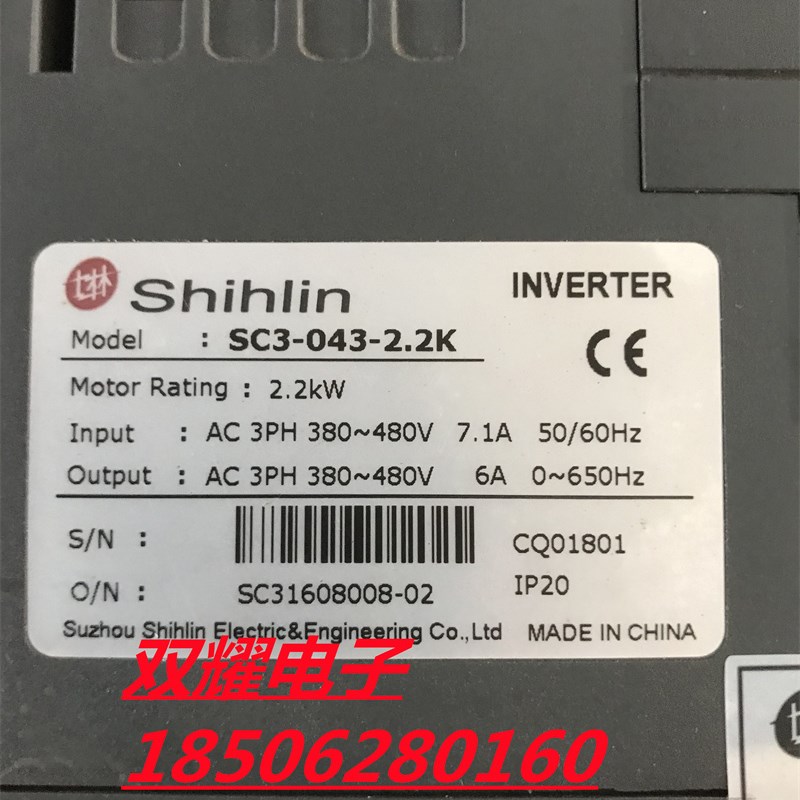 Shihlin INVERTER
Model : SC3-043-2.2K CE
Motor Rating : 2.2kW
Input : AC 3PH 380~480V 7.1A 50/60Hz
Output : AC 3PH 380~480V 6A 0~650Hz
S/N : CQ01801
O/N : SC31608008-02 IP20
Suzhou Shihlin Electric&Engineering Co.,Ltd MADE IN CHINA
双耀电子
18506280160